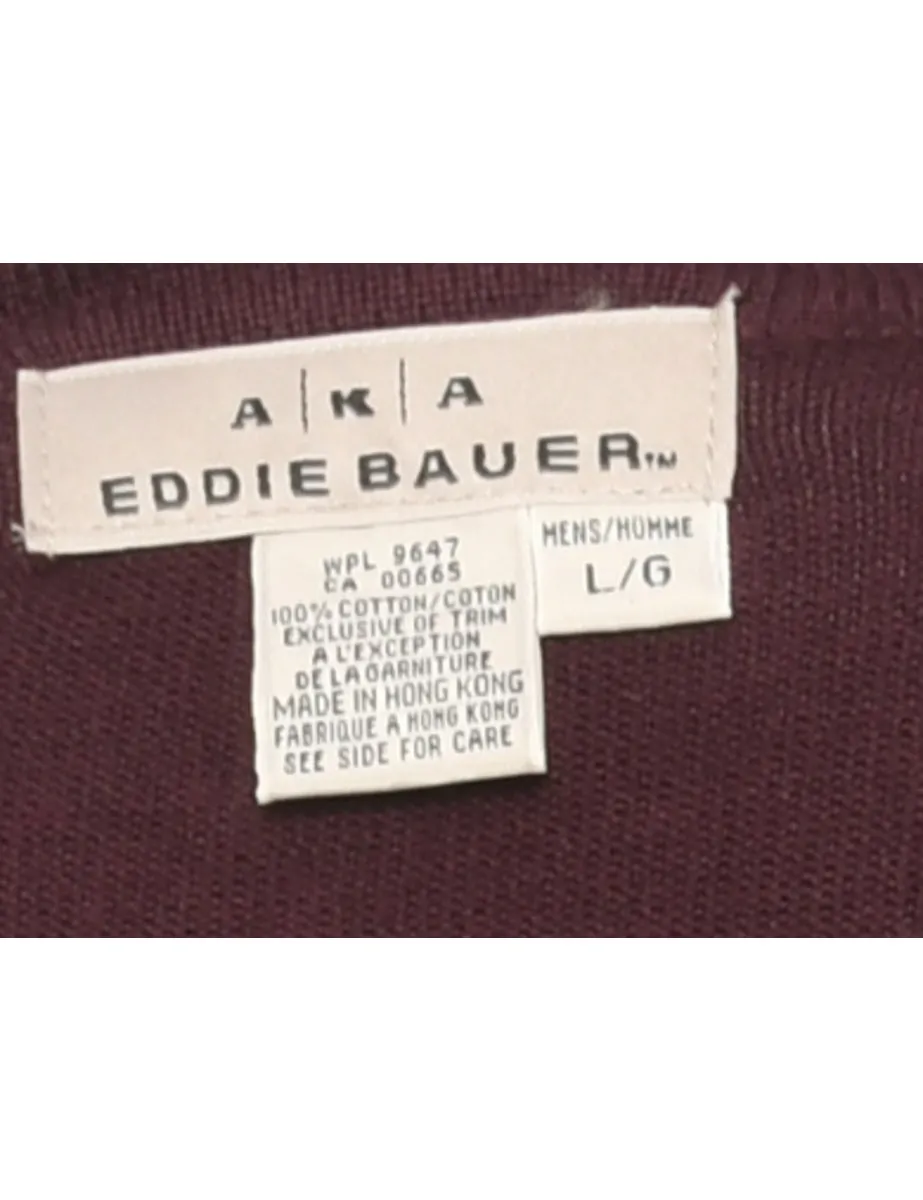 A|K|A
EDDIE BAUER™
MENS/HOMME
L/G
WPL 9647
CA 00665
100% COTTON/COTON
EXCLUSIVE OF TRIM
A L'EXCEPTION
DE LA GARNITURE
MADE IN HONG KONG
FABRIQUE A HONG KONG
SEE SIDE FOR CARE